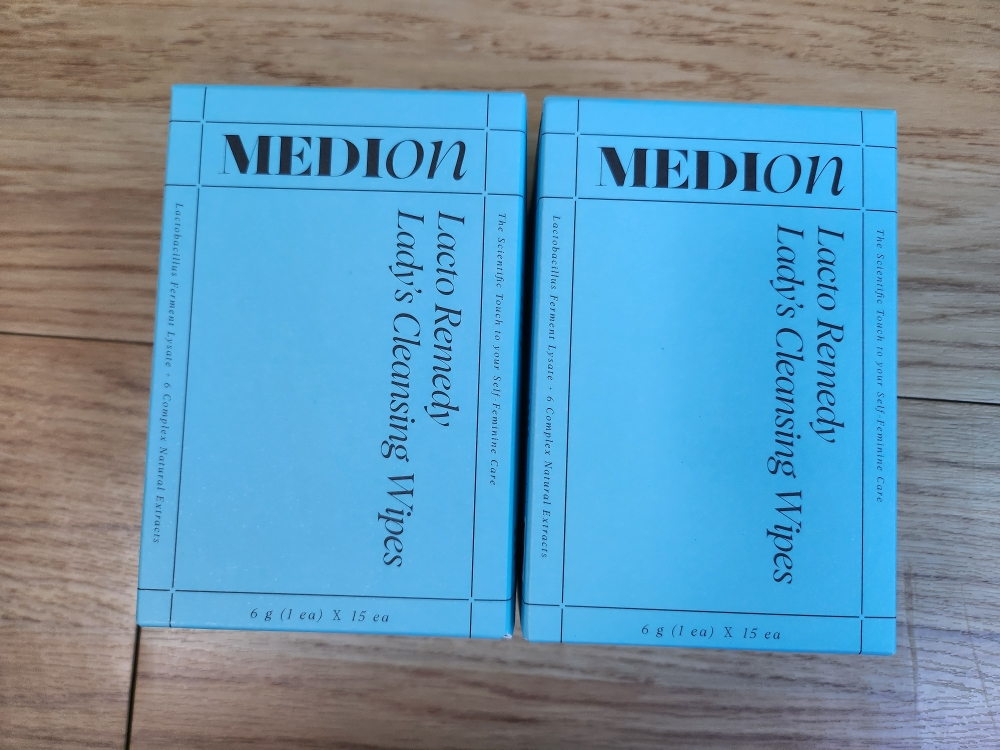 MEDIon
Lacto Remedy
Lady's Cleansing Wipes
The Scientific Touch to your Self Feminine Care
Lactobacillus Ferment Lysate + 6 Complex Natural Extracts
6 g (1 ea) X 15 ea
MEDIon
Lacto Remedy
Lady's Cleansing Wipes
The Scientific Touch to your Self Feminine Care
Lactobacillus Ferment Lysate + 6 Complex Natural Extracts
6 g (1 ea) X 15 ea